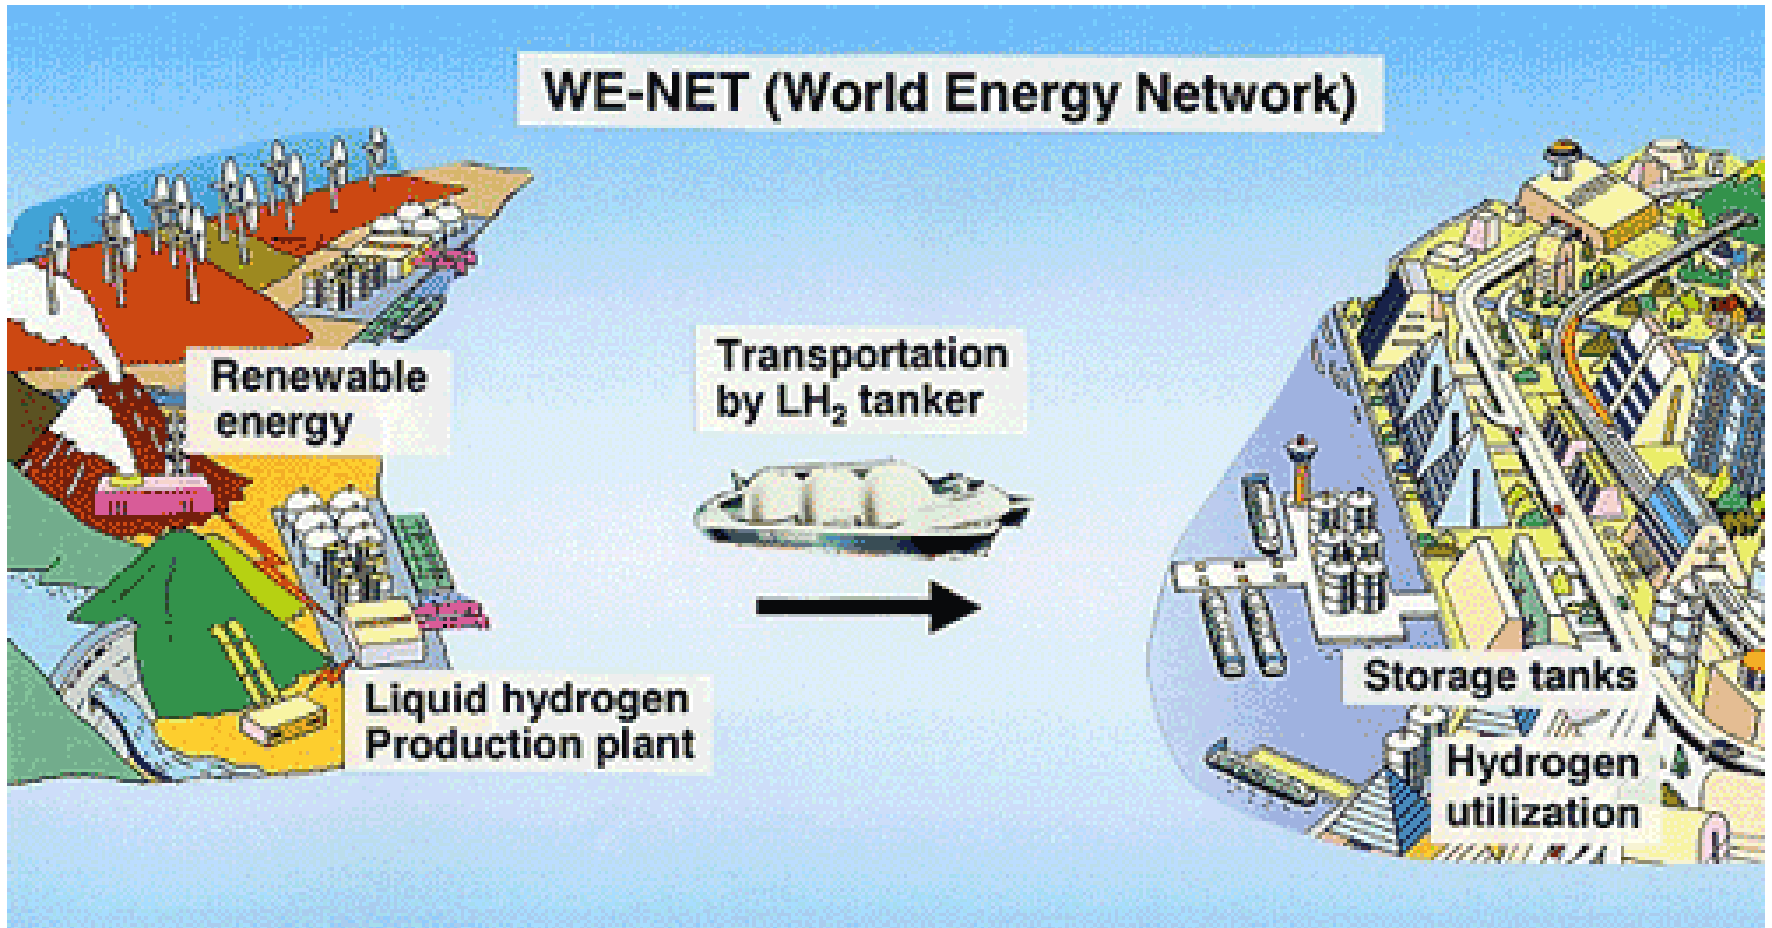 WE-NET (World Energy Network)
Renewable
energy
Transportation
by LH₂ tanker
Liquid hydrogen
Production plant
Storage tanks
Hydrogen
utilization